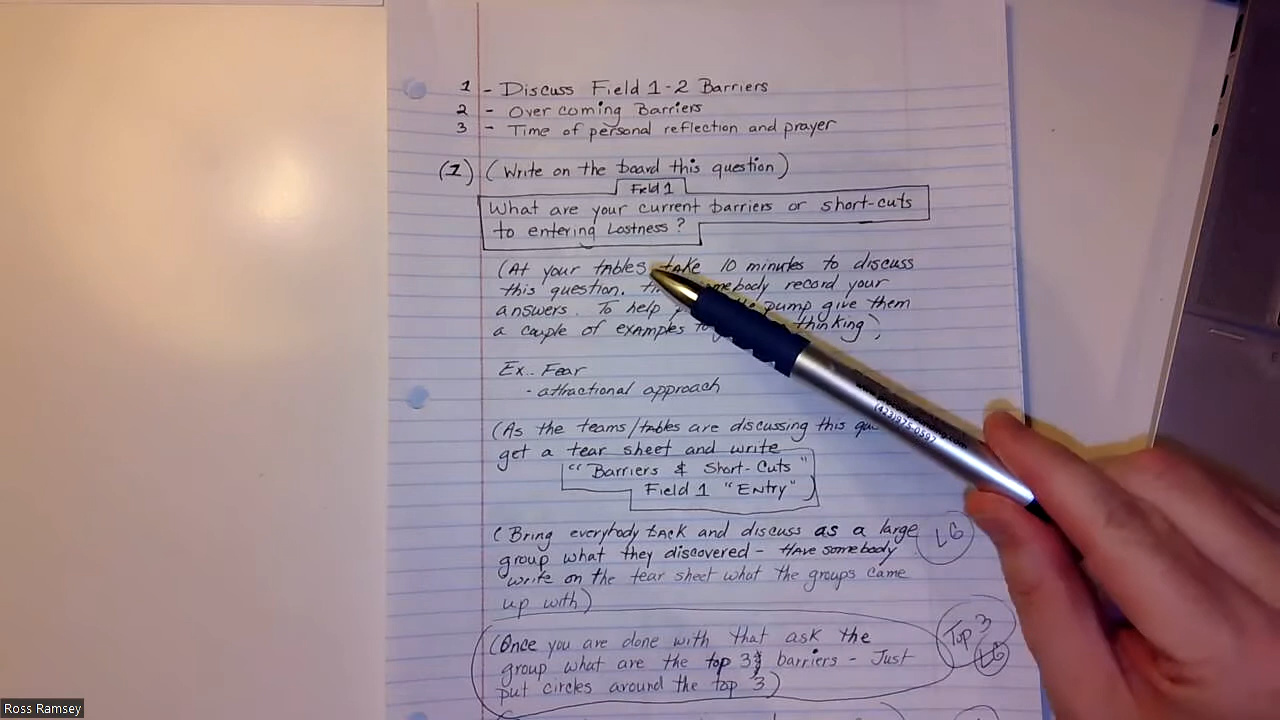 1 - Discuss Field 1-2 Barriers
2 - Over coming Barriers
3 - Time of personal reflection and prayer
(1) (Write on the board this question)
Field 1
What are your current barriers or short-cuts
to entering Lostness?
(At your tables take 10 minutes to discuss
this question. somebody record your
answers. To help pump give them
a couple of examples thinking)
Ex.. Fear
- attractional approach
(As the teams/tables are discussing this
get a tear sheet and write
"Barriers & Short-Cuts"
Field 1 "Entry")
(Bring everybody back and discuss as a large
group what they discovered - Have somebody
write on the tear sheet what the groups came
up with)
LG
(Once you are done with that ask the
group what are the top 3 barriers - Just
put circles around the top 3)
Top 3
LG
(423)975-0597
Ross Ramsey